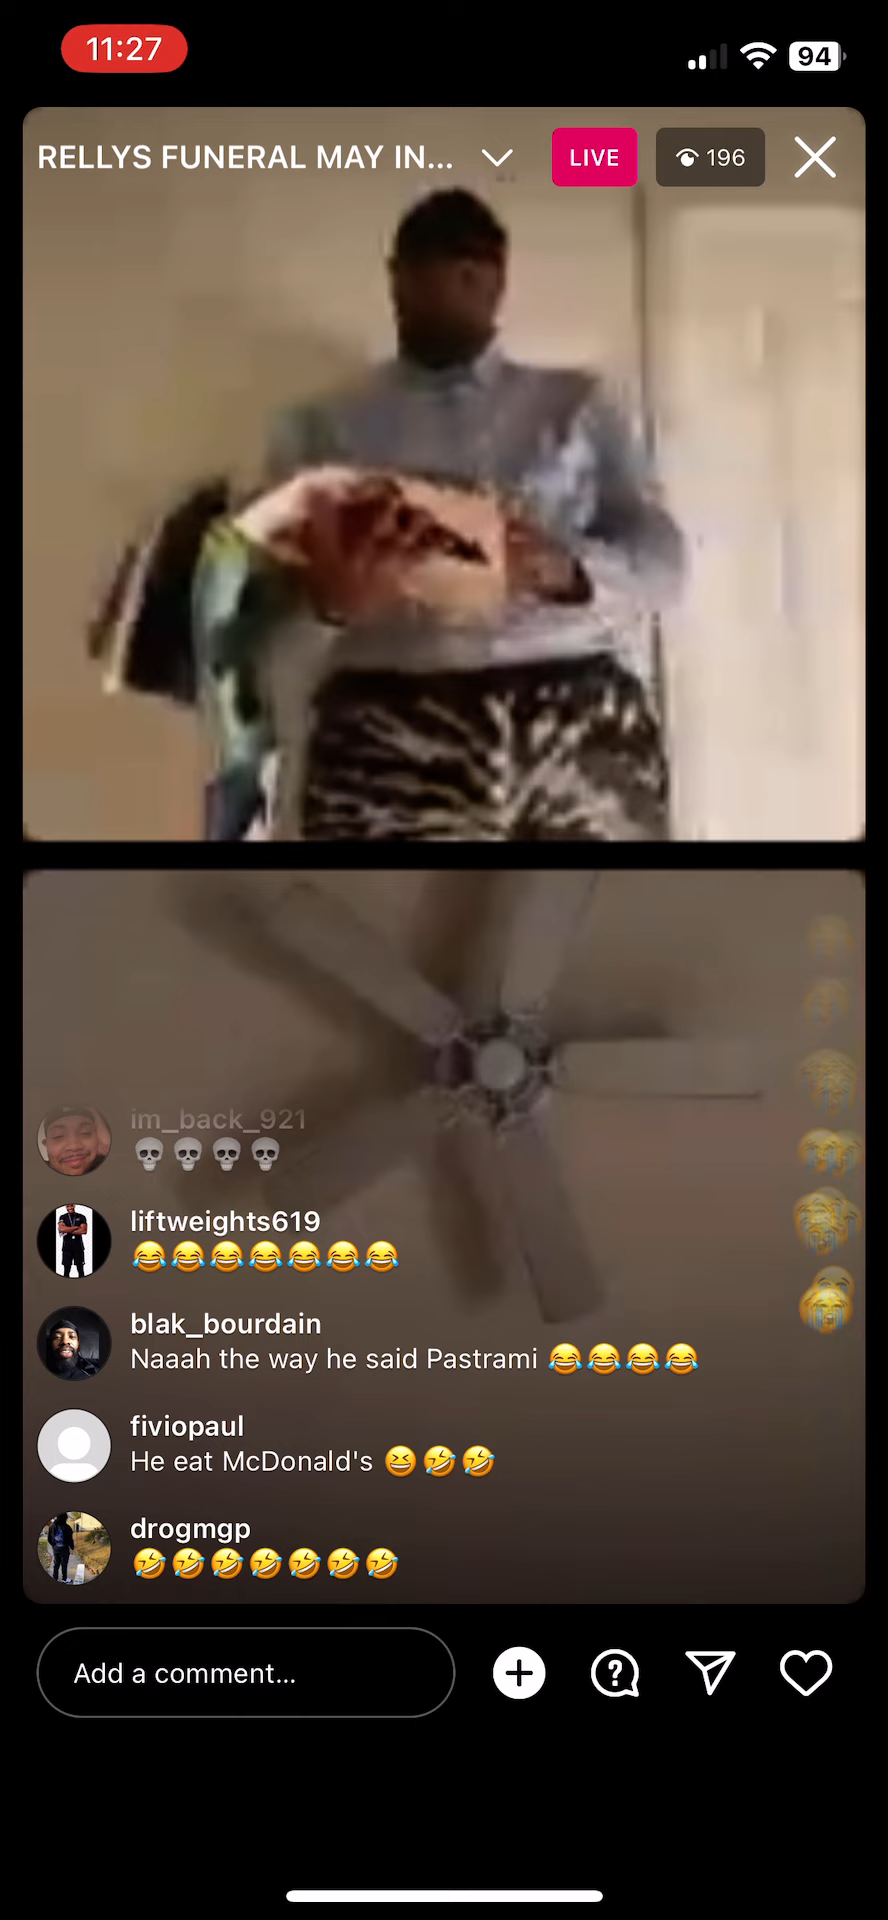 11:27
94
RELLYS FUNERAL MAY IN...
LIVE
196
im_back_921
💀💀💀💀
liftweights619
😂😂😂😂😂😂😂
blak_bourdain
Naaah the way he said Pastrami 😂😂😂😂
fiviopaul
He eat McDonald's 😆🤣🤣
drogmgp
🤣🤣🤣🤣🤣🤣🤣
Add a comment...